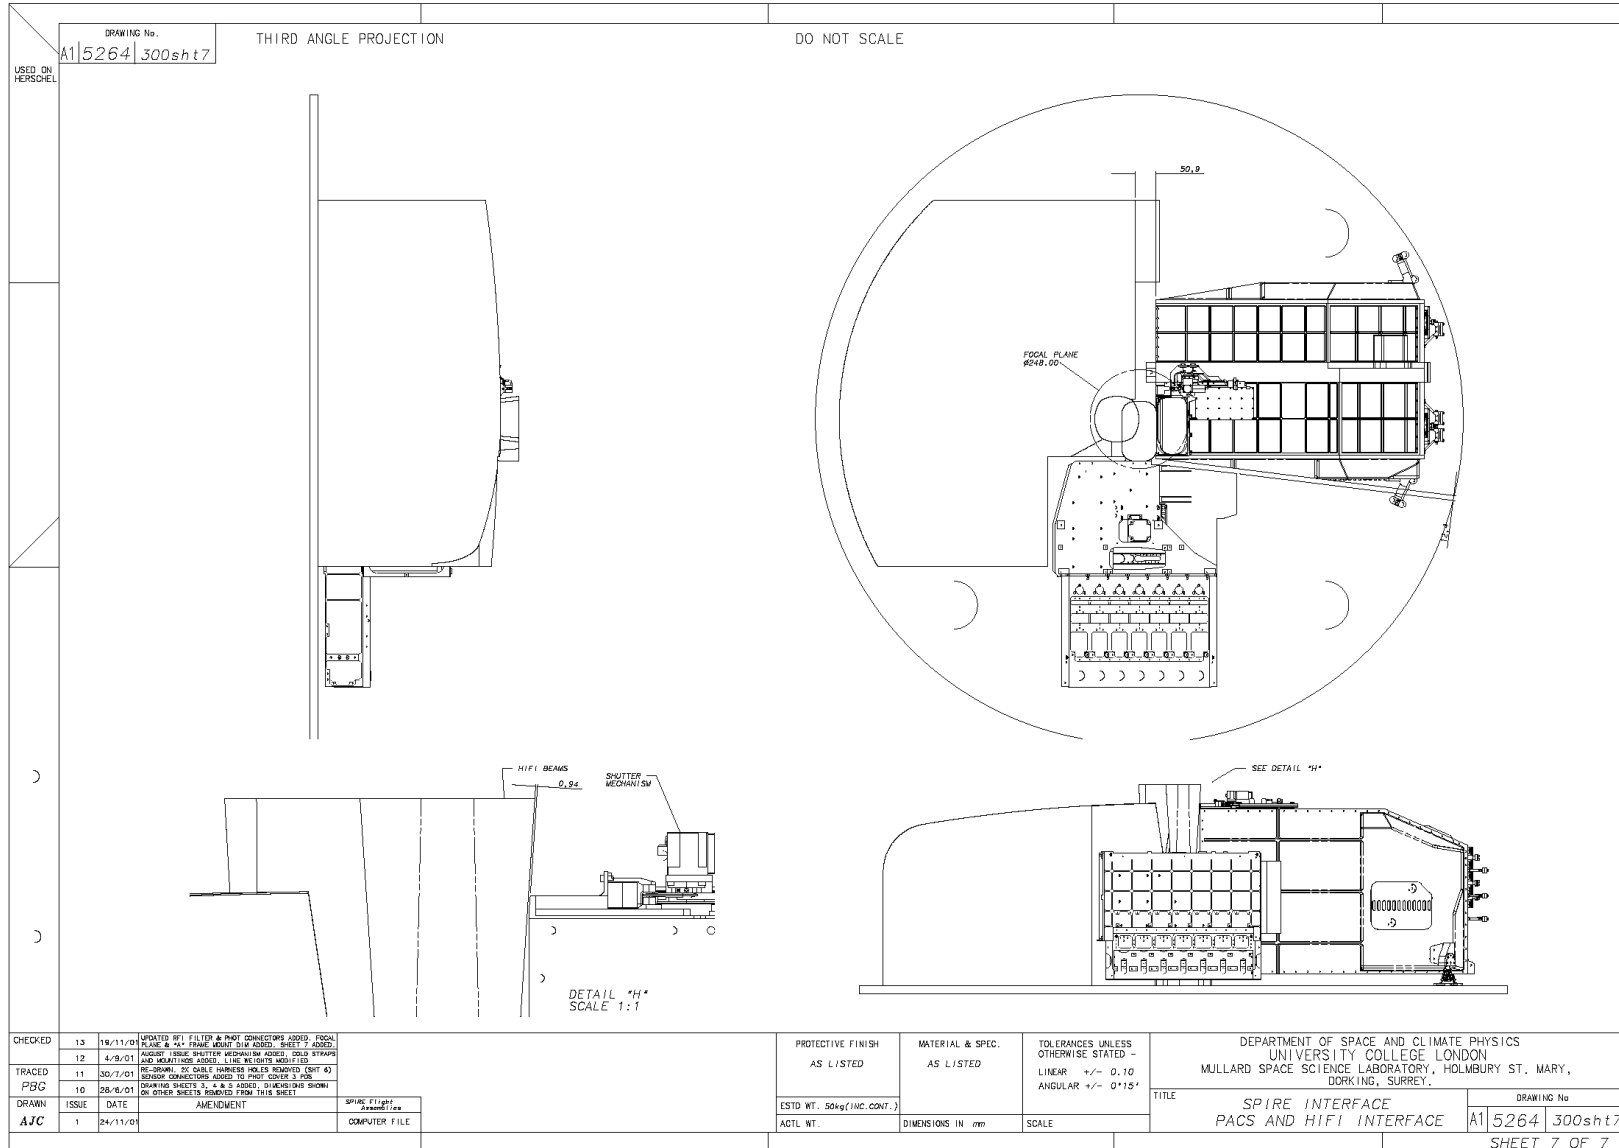 DRAWING No.
A1 5264 300sht7
THIRD ANGLE PROJECTION
DO NOT SCALE
USED ON
HERSCHEL
50,9
FOCAL PLANE
ø248.00
12,4
HIFI BEAMS
0,94
SHUTTER
MECHANISM
SEE DETAIL "H"
DETAIL "H"
SCALE 1:1
CHECKED
TRACED
PBG
DRAWN
AJC
13 19/11/01 UPDATED RFI FILTER & PHOT CONNECTORS ADDED. FOCAL
PLANE & "A" FRAME MOUNT DIM ADDED. SHEET 7 ADDED.
12 4/9/01 AUGUST ISSUE SHUTTER MECHANISM ADDED, COLD STRAPS
AND MOUNTINGS ADDED, LINE WEIGHTS MODIFIED
11 30/7/01 RE-DRAWN. 2X CABLE HARNESS HOLES REMOVED (SHT 6)
SENSOR CONNECTORS ADDED TO PHOT COVER 3 POS
10 28/6/01 DRAWING SHEETS 3, 4 & 5 ADDED, DIMENSIONS SHOWN
ON OTHER SHEETS REMOVED FROM THIS SHEET
ISSUE DATE AMENDMENT
SPIRE Flight
Assemblies
1 24/11/01
COMPUTER FILE
PROTECTIVE FINISH
AS LISTED
MATERIAL & SPEC.
AS LISTED
TOLERANCES UNLESS
OTHERWISE STATED -
LINEAR +/- 0.10
ANGULAR +/- 0°15'
ESTD WT. 50kg(INC.CONT.)
ACTL WT.
DIMENSIONS IN mm
SCALE
DEPARTMENT OF SPACE AND CLIMATE PHYSICS
UNIVERSITY COLLEGE LONDON
MULLARD SPACE SCIENCE LABORATORY, HOLMBURY ST. MARY,
DORKING, SURREY.
TITLE
SPIRE INTERFACE
PACS AND HIFI INTERFACE
DRAWING No
A1 5264 300sht7
SHEET 7 OF 7